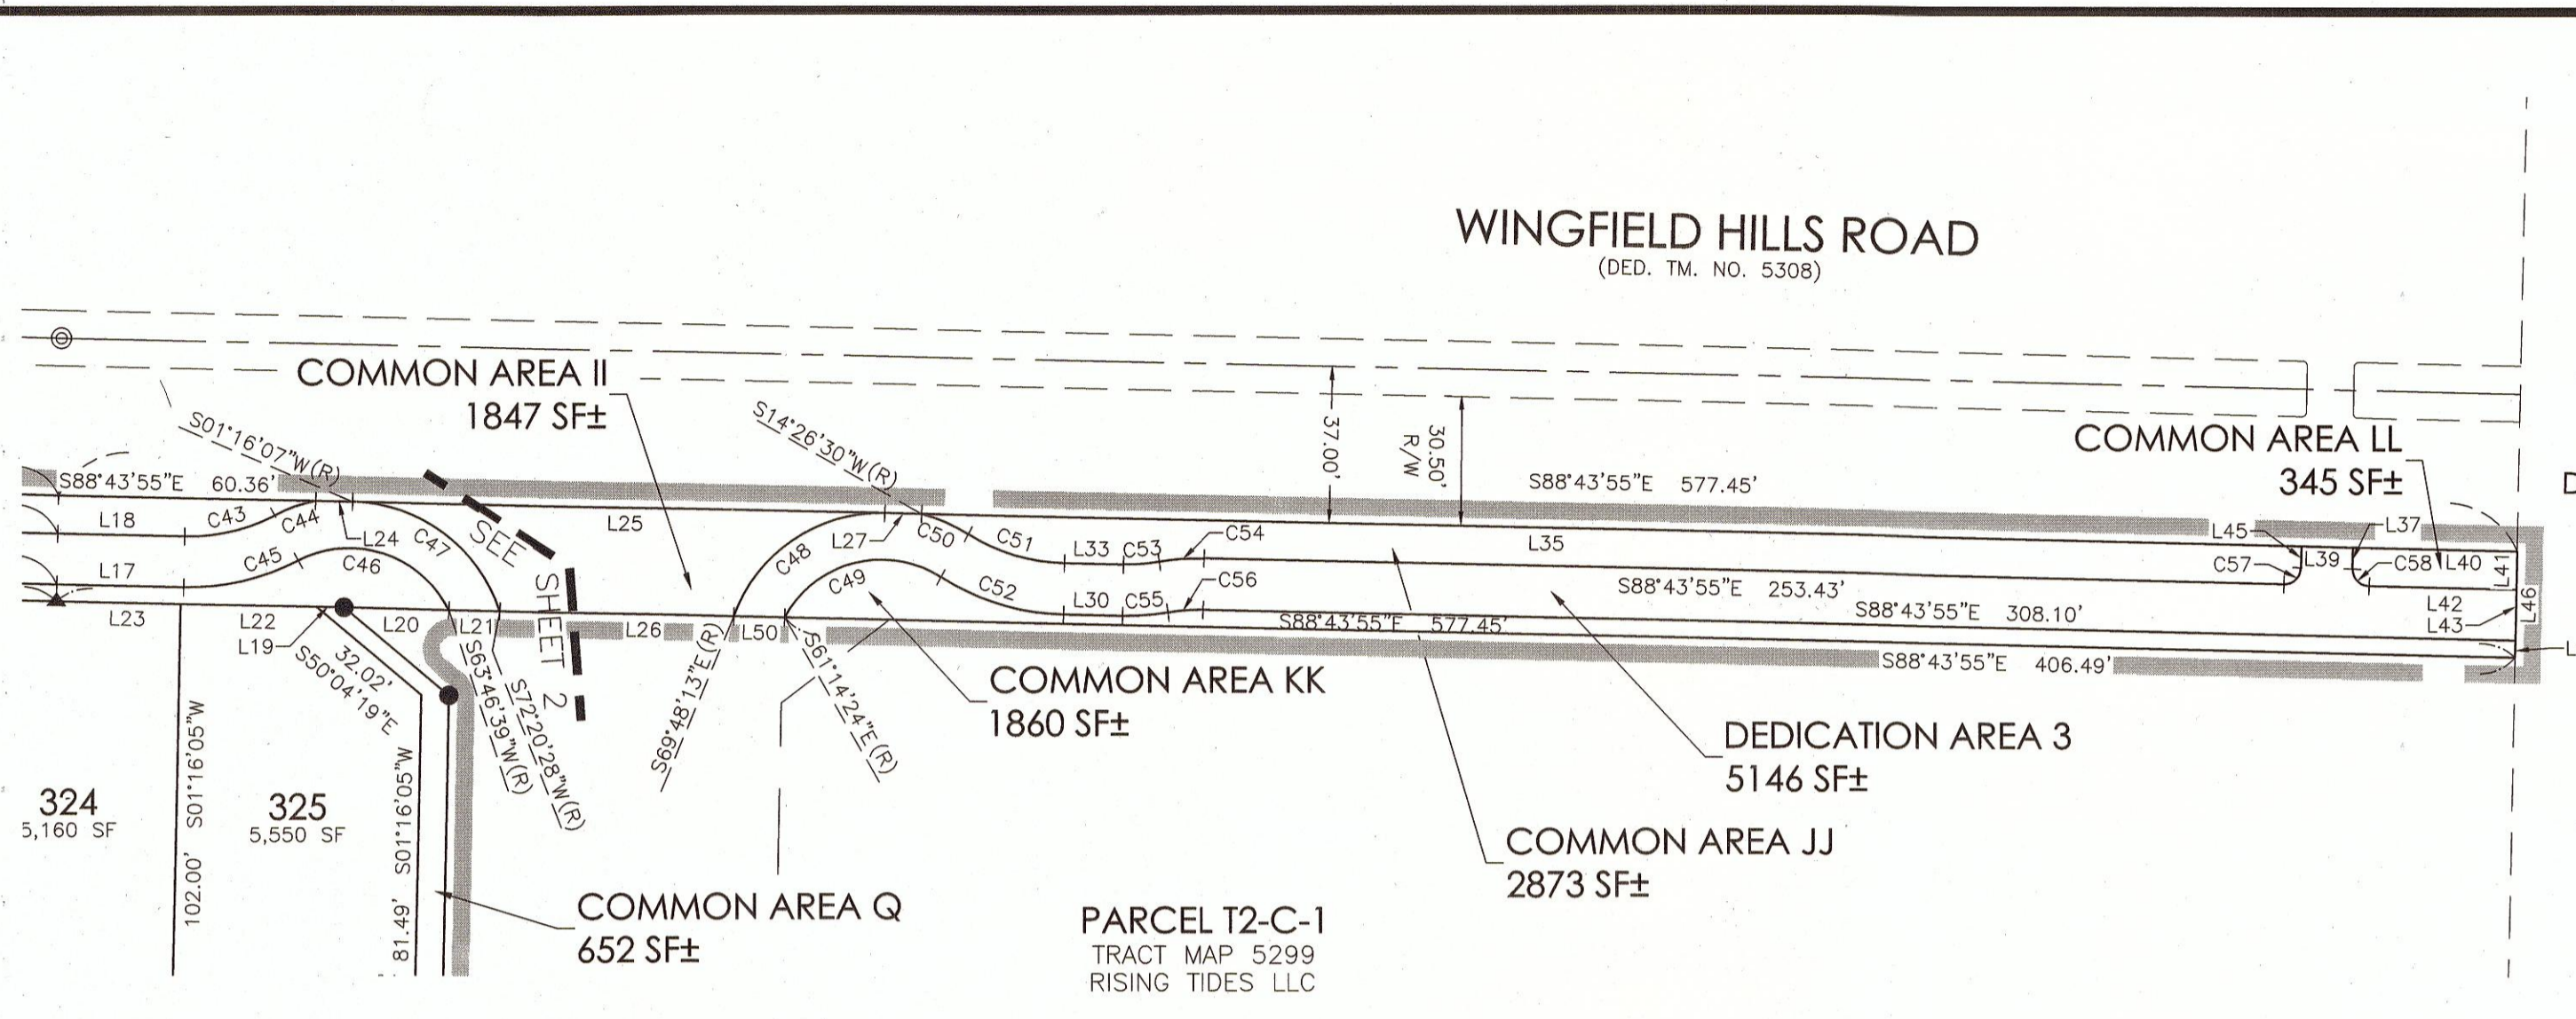 WINGFIELD HILLS ROAD
(DED. TM. NO. 5308)
COMMON AREA II
1847 SF±
S01°16'07"W(R)
S14°26'30"W(R)
37.00'
30.50'
R/W
COMMON AREA LL
345 SF±
S88°43'55"E 60.36'
S88°43'55"E 577.45'
L18
C43
C44
L24
C47
SEE
SHEET 2
L25
C48
L27
C50
C51
L33
C53
C54
L35
L45
L37
L39
C57
C58
L40
L41
L17
C45
C46
C49
C52
L30
C55
C56
S88°43'55"E 253.43'
S88°43'55"E 308.10'
L42
L43
L46
L23
L22
L20
L21
L26
L50
S88°43'55"E 577.45'
S88°43'55"E 406.49'
L19
32.02'
S50°04'19"E
S63°46'39"W(R)
S72°20'28"W(R)
S69°48'13"E(R)
S61°14'24"E(R)
COMMON AREA KK
1860 SF±
DEDICATION AREA 3
5146 SF±
COMMON AREA JJ
2873 SF±
324
5,160 SF
102.00' S01°16'05"W
325
5,550 SF
81.49' S01°16'05"W
COMMON AREA Q
652 SF±
PARCEL T2-C-1
TRACT MAP 5299
RISING TIDES LLC